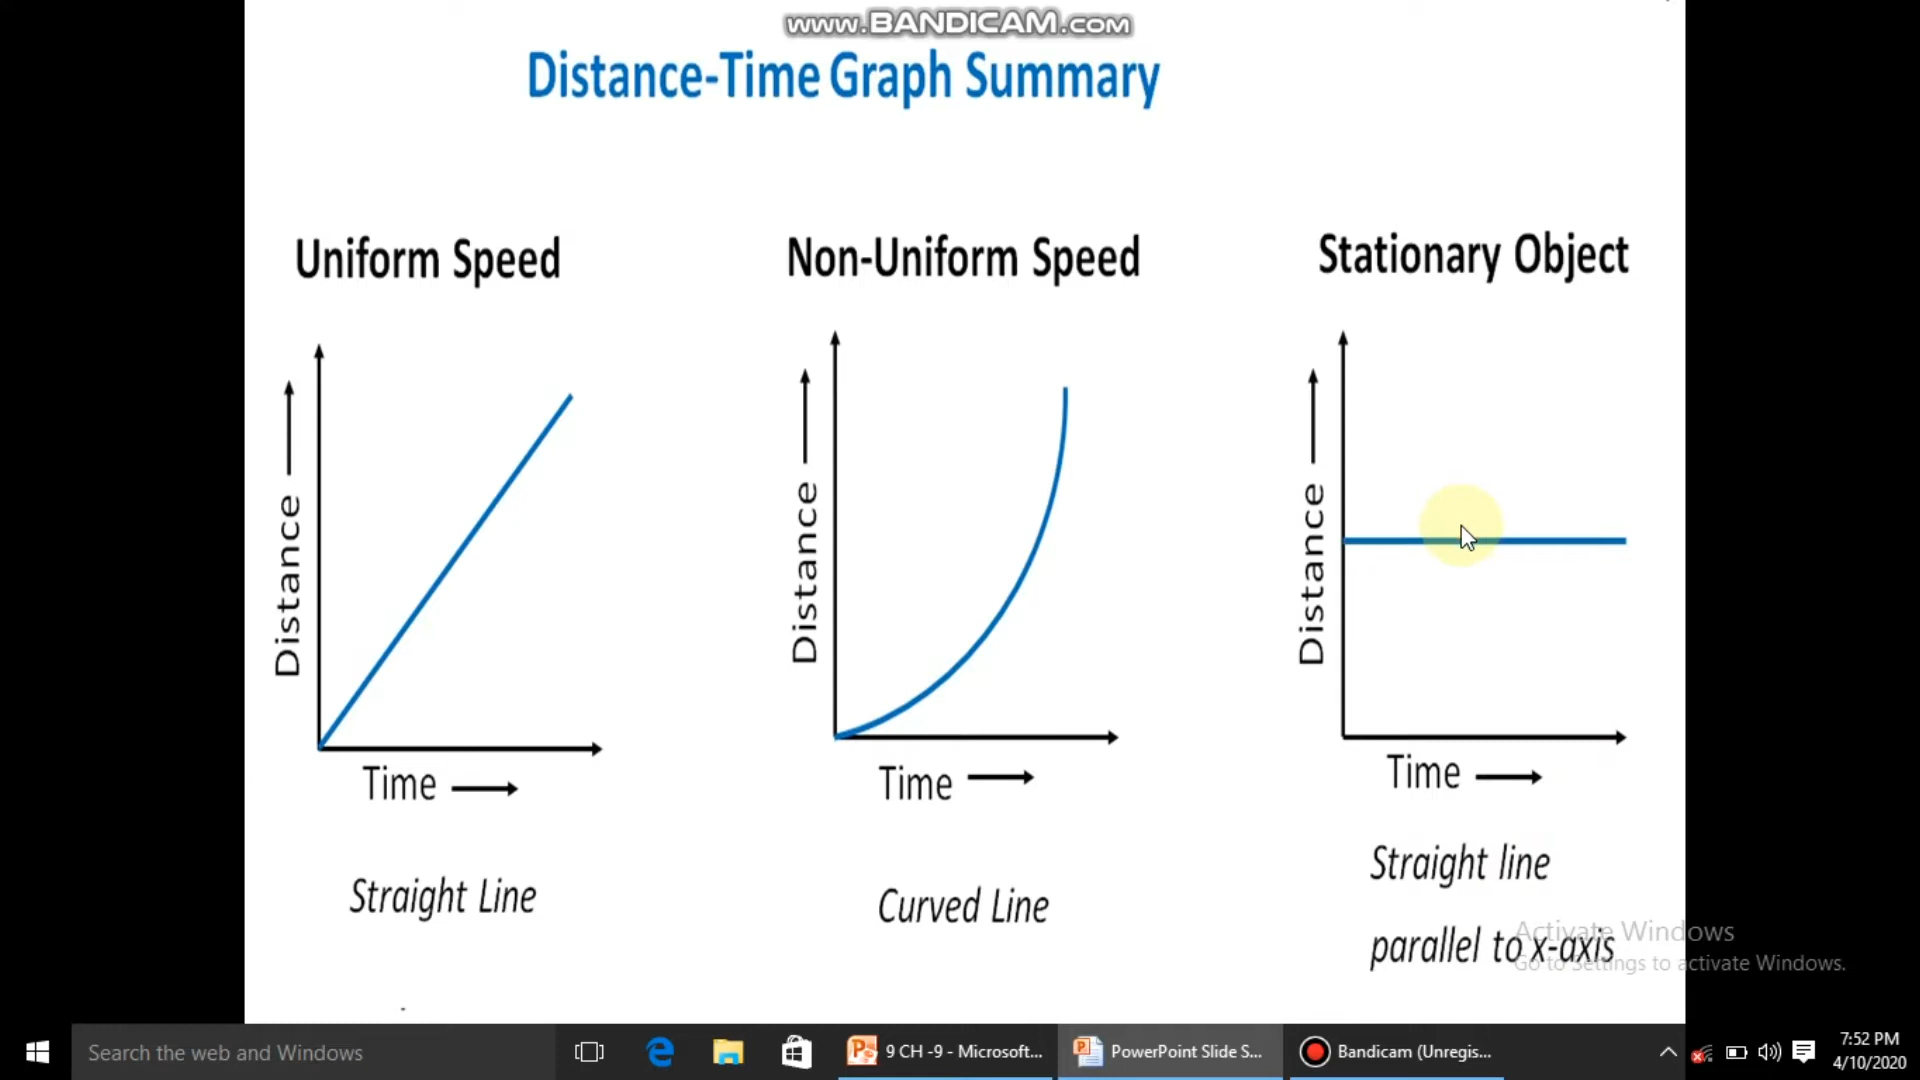 www.BANDICAM.com
Distance-Time Graph Summary
Uniform Speed
Non-Uniform Speed
Stationary Object
Distance
Time
Distance
Time
Distance
Time
Straight Line
Curved Line
Straight line
parallel to x-axis
Activate Windows
Go to Settings to activate Windows.
Search the web and Windows
9 CH -9 - Microsoft...
PowerPoint Slide S...
Bandicam (Unregis...
7:52 PM
4/10/2020